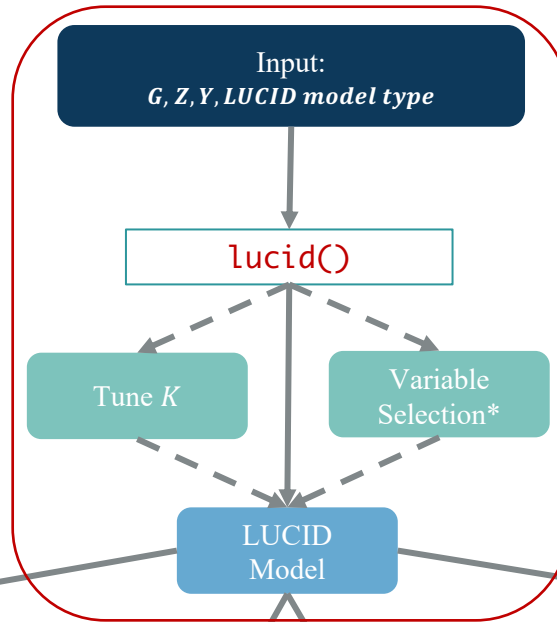 Input:
G, Z, Y, LUCID model type
lucid()
Tune K
Variable
Selection*
LUCID
Model